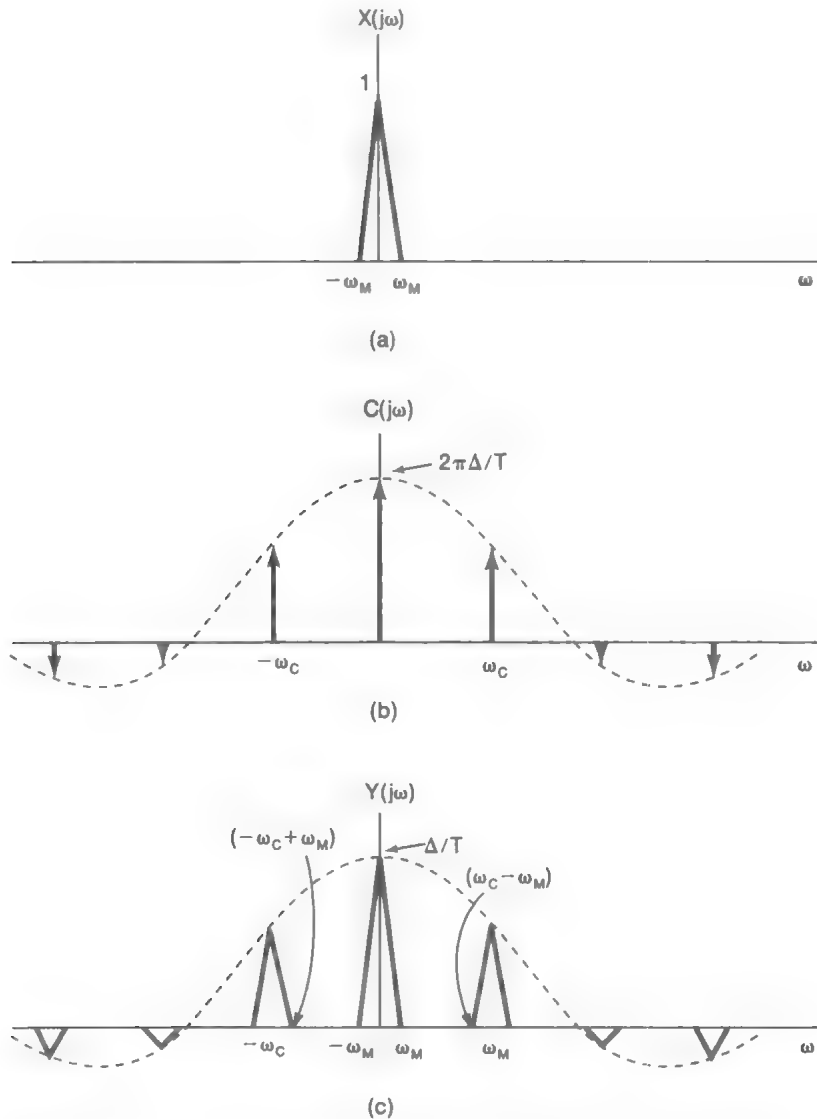 X(jω)
1
−ω_M ω_M ω
(a)
C(jω)
2πΔ/T
−ω_C ω_C ω
(b)
Y(jω)
(−ω_C+ω_M) Δ/T
(ω_C−ω_M)
−ω_C −ω_M ω_M ω_M ω
(c)